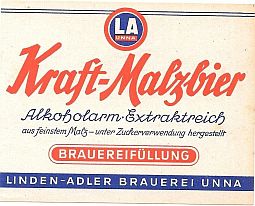 LA
UNNA
Kraft-Malzbier
Alkoholarm-Extraktreich
aus feinstem Malz - unter Zuckerverwendung hergestellt
BRAUEREIFÜLLUNG
LINDEN-ADLER BRAUEREI UNNA